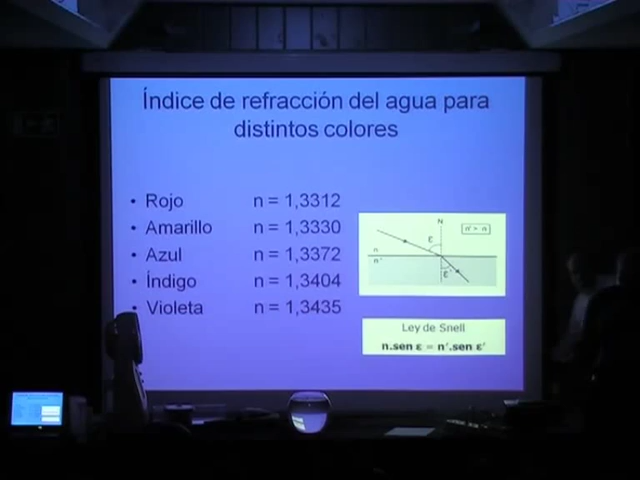 Índice de refracción del agua para
distintos colores
• Rojo n = 1,3312
• Amarillo n = 1,3330
• Azul n = 1,3372
• Índigo n = 1,3404
• Violeta n = 1,3435
N
n' > n
ε
n
n'
ε'
Ley de Snell
n.sen ε = n'.sen ε'